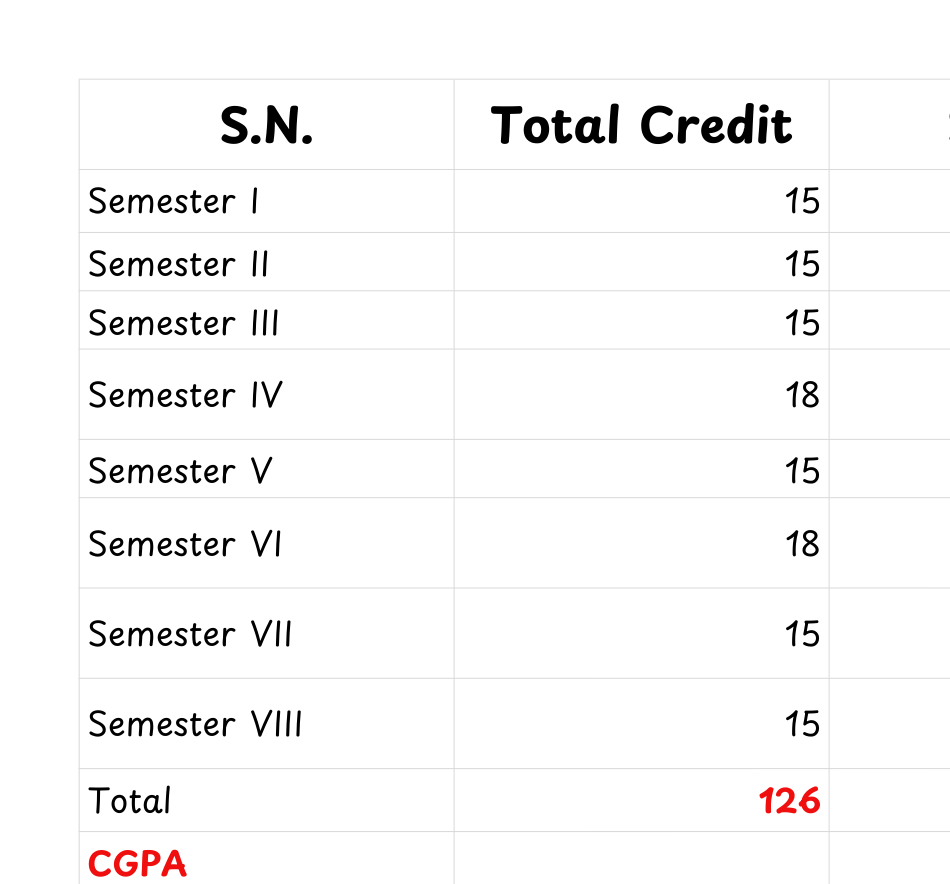 S.N. Total Credit
Semester I 15
Semester II 15
Semester III 15
Semester IV 18
Semester V 15
Semester VI 18
Semester VII 15
Semester VIII 15
Total 126
CGPA